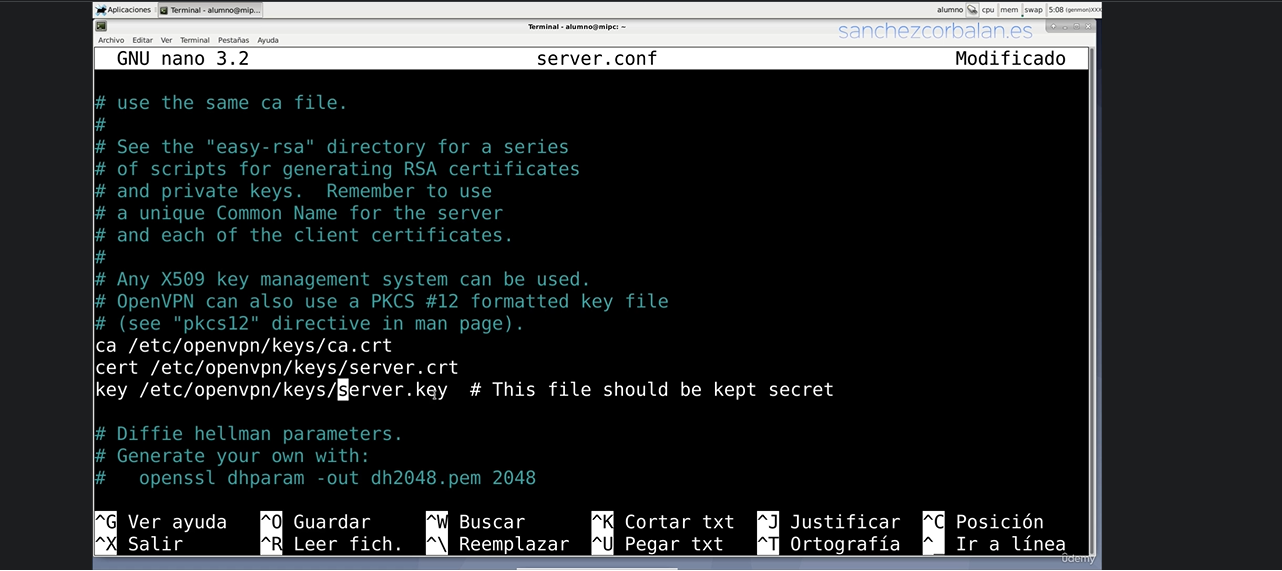 Aplicaciones Terminal - alumno@mip... alumno cpu mem swap 5:08 (genmon)XXX
Terminal - alumno@mipc: ~
sanchezcorbalan.es
Archivo Editar Ver Terminal Pestañas Ayuda
GNU nano 3.2 server.conf Modificado
# use the same ca file.
#
# See the "easy-rsa" directory for a series
# of scripts for generating RSA certificates
# and private keys.  Remember to use
# a unique Common Name for the server
# and each of the client certificates.
#
# Any X509 key management system can be used.
# OpenVPN can also use a PKCS #12 formatted key file
# (see "pkcs12" directive in man page).
ca /etc/openvpn/keys/ca.crt
cert /etc/openvpn/keys/server.crt
key /etc/openvpn/keys/server.key  # This file should be kept secret
# Diffie hellman parameters.
# Generate your own with:
#   openssl dhparam -out dh2048.pem 2048
^G Ver ayuda ^O Guardar ^W Buscar ^K Cortar txt ^J Justificar ^C Posición
^X Salir ^R Leer fich. ^\ Reemplazar ^U Pegar txt ^T Ortografía ^_ Ir a línea
ûdemy